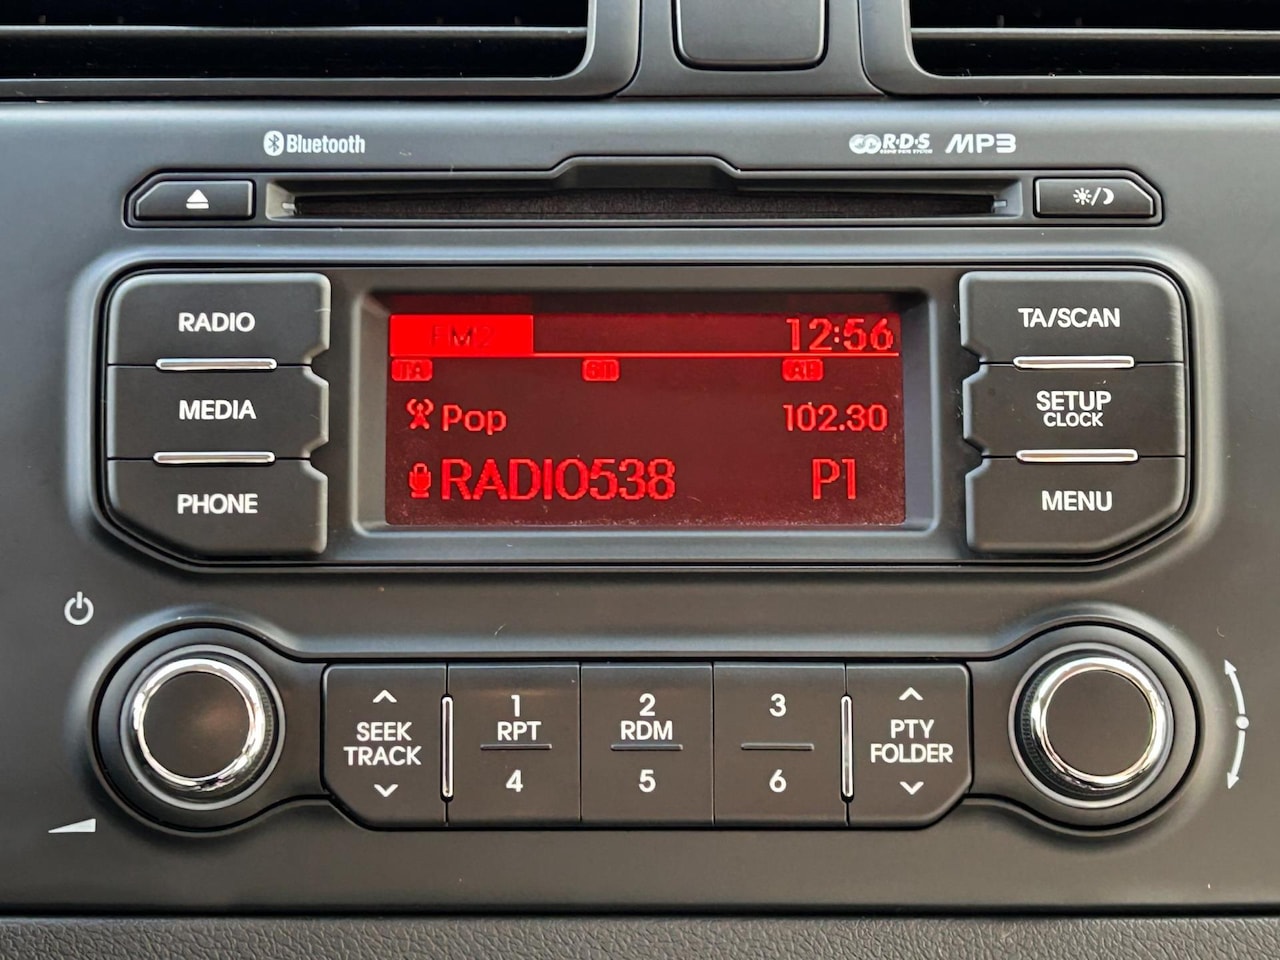 Bluetooth
R·D·S MP3
RADIO
MEDIA
PHONE
FM2 12:56
TA ST AF
Pop 102.30
RADIO538 P1
TA/SCAN
SETUP
CLOCK
MENU
SEEK
TRACK
1
RPT
4
2
RDM
5
3
6
PTY
FOLDER